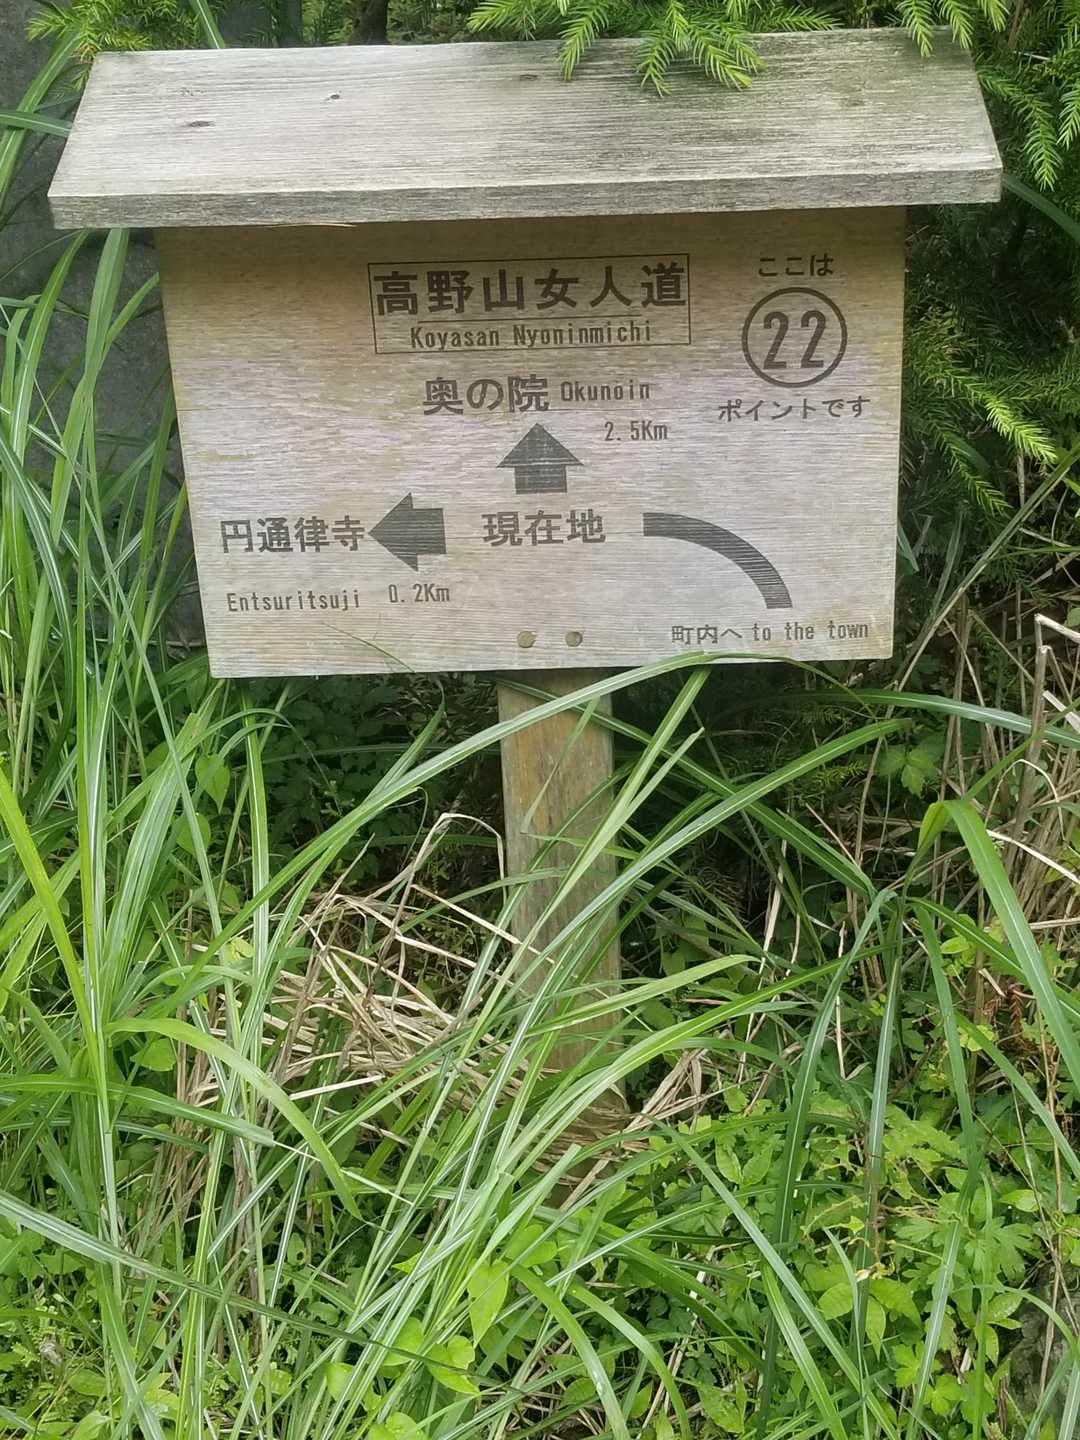 高野山女人道
Koyasan Nyoninmichi
ここは
22
ポイントです
奥の院 Okunoin
2.5Km
円通律寺
現在地
Entsuritsuji 0.2Km
町内へ to the town